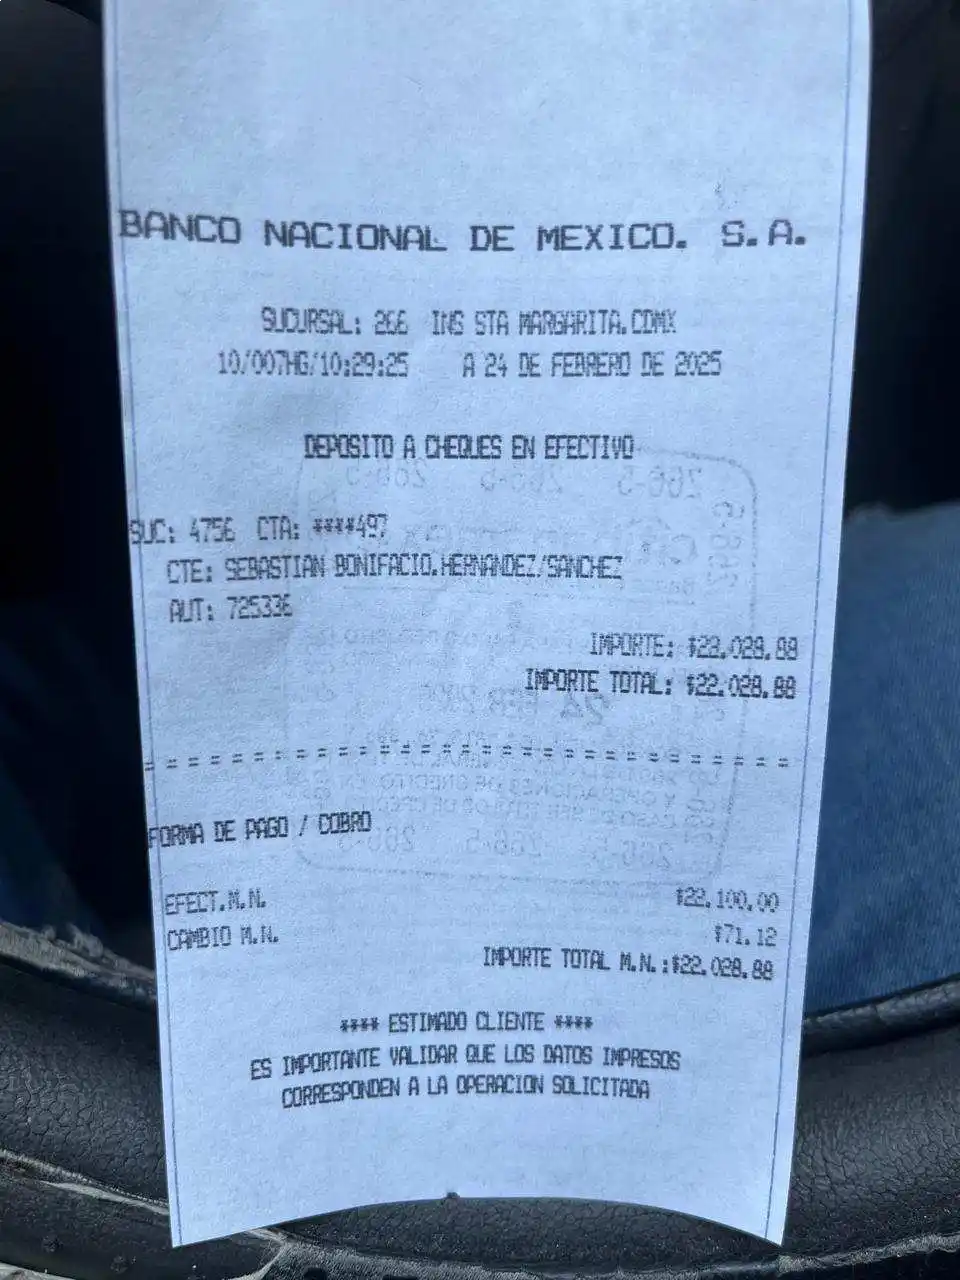 BANCO NACIONAL DE MEXICO. S.A.
SUCURSAL: 266 ING STA MARGARITA.CDMX
10/007HG/10:29:25 A 24 DE FEBRERO DE 2025
DEPOSITO A CHEQUES EN EFECTIVO
SUC: 4756 CTA: ****497
CTE: SEBASTIAN BONIFACIO.HERNANDEZ/SANCHEZ
AUT: 725336
IMPORTE: $22,028.88
IMPORTE TOTAL: $22,028.88
FORMA DE PAGO / COBRO
EFECT.M.N. $22,100.00
CAMBIO M.N. $71.12
IMPORTE TOTAL M.N.:$22,028.88
**** ESTIMADO CLIENTE ****
ES IMPORTANTE VALIDAR QUE LOS DATOS IMPRESOS
CORRESPONDEN A LA OPERACION SOLICITADA